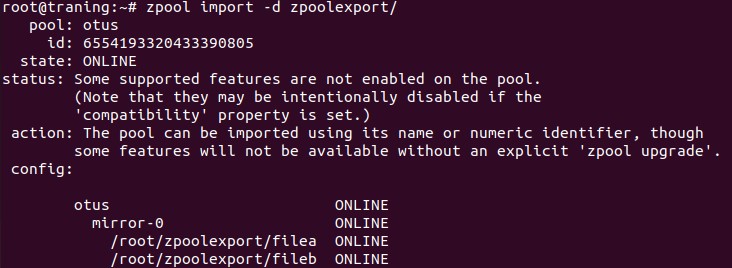 root@traning:~# zpool import -d zpoolexport/
   pool: otus
     id: 6554193320433390805
  state: ONLINE
status: Some supported features are not enabled on the pool.
        (Note that they may be intentionally disabled if the
        'compatibility' property is set.)
 action: The pool can be imported using its name or numeric identifier, though
        some features will not be available without an explicit 'zpool upgrade'.
 config:

        otus                         ONLINE
          mirror-0                   ONLINE
            /root/zpoolexport/filea  ONLINE
            /root/zpoolexport/fileb  ONLINE